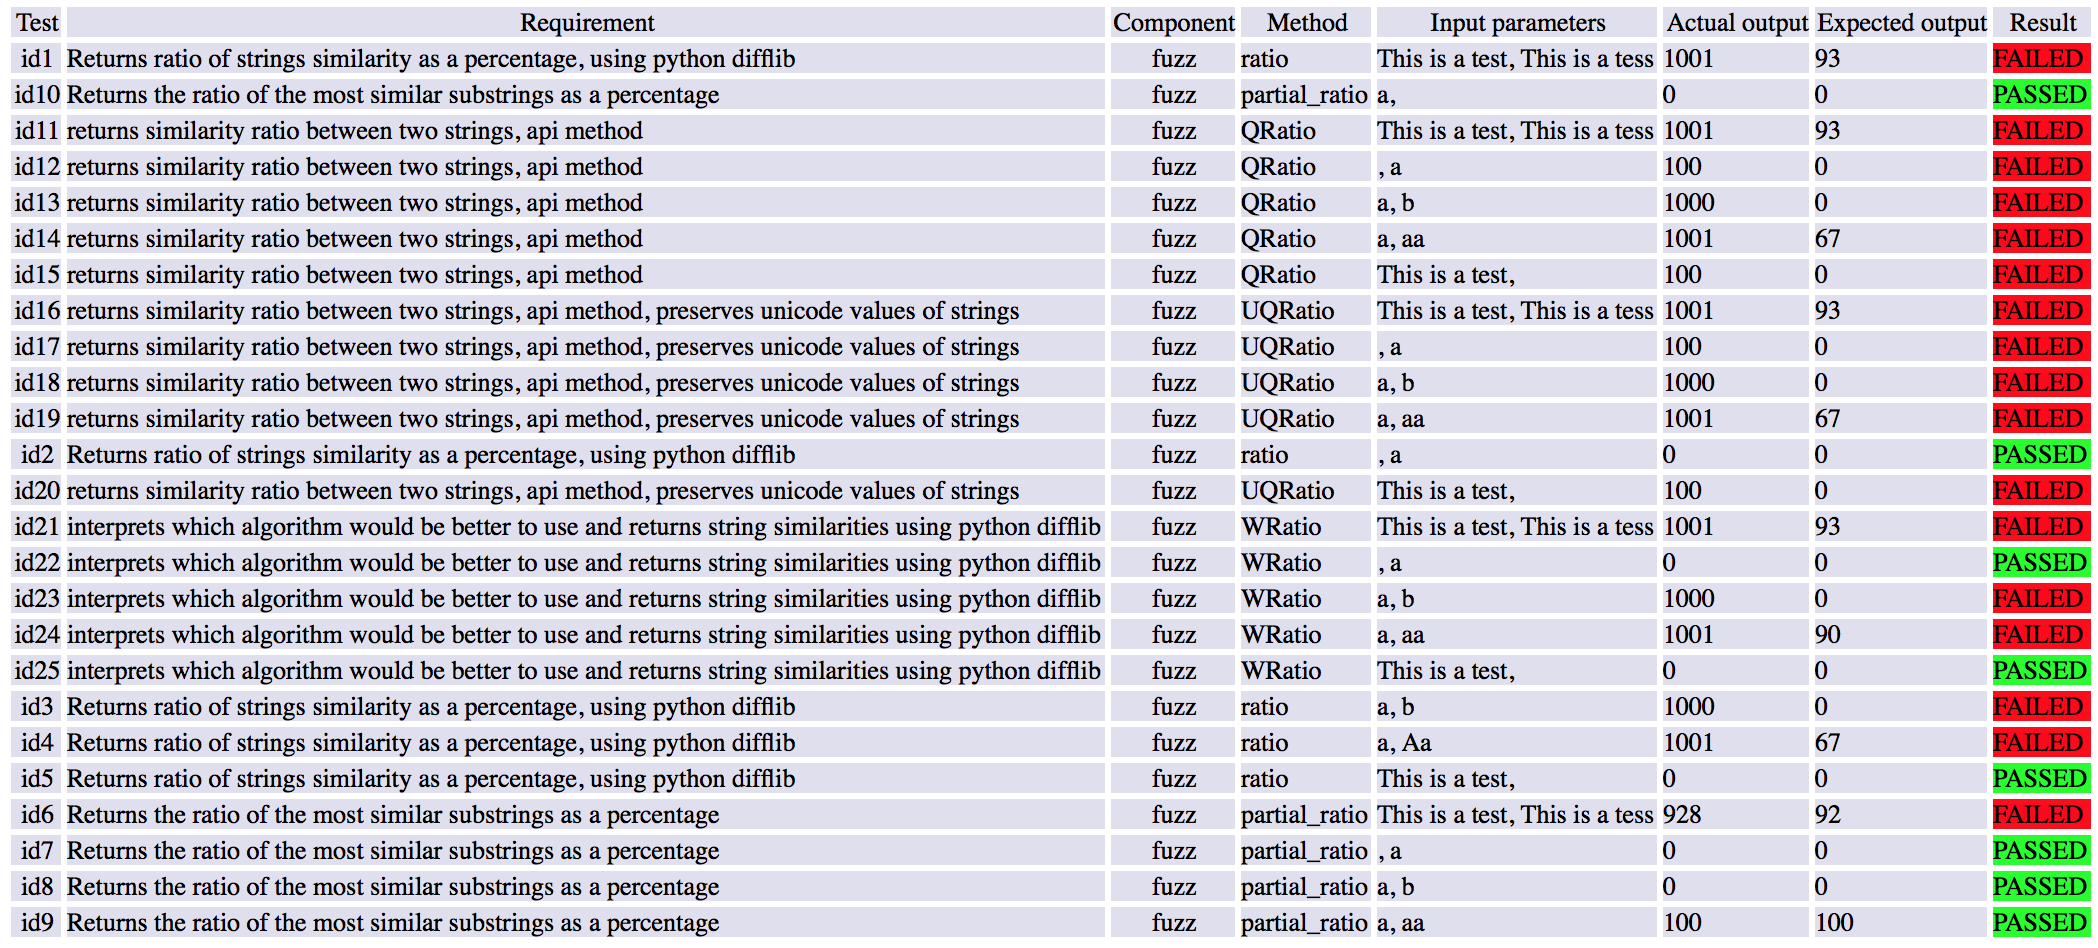 Test Requirement Component Method Input parameters Actual output Expected output Result
id1 Returns ratio of strings similarity as a percentage, using python difflib fuzz ratio This is a test, This is a tess 1001 93 FAILED
id10 Returns the ratio of the most similar substrings as a percentage fuzz partial_ratio a, 0 0 PASSED
id11 returns similarity ratio between two strings, api method fuzz QRatio This is a test, This is a tess 1001 93 FAILED
id12 returns similarity ratio between two strings, api method fuzz QRatio , a 100 0 FAILED
id13 returns similarity ratio between two strings, api method fuzz QRatio a, b 1000 0 FAILED
id14 returns similarity ratio between two strings, api method fuzz QRatio a, aa 1001 67 FAILED
id15 returns similarity ratio between two strings, api method fuzz QRatio This is a test, 100 0 FAILED
id16 returns similarity ratio between two strings, api method, preserves unicode values of strings fuzz UQRatio This is a test, This is a tess 1001 93 FAILED
id17 returns similarity ratio between two strings, api method, preserves unicode values of strings fuzz UQRatio , a 100 0 FAILED
id18 returns similarity ratio between two strings, api method, preserves unicode values of strings fuzz UQRatio a, b 1000 0 FAILED
id19 returns similarity ratio between two strings, api method, preserves unicode values of strings fuzz UQRatio a, aa 1001 67 FAILED
id2 Returns ratio of strings similarity as a percentage, using python difflib fuzz ratio , a 0 0 PASSED
id20 returns similarity ratio between two strings, api method, preserves unicode values of strings fuzz UQRatio This is a test, 100 0 FAILED
id21 interprets which algorithm would be better to use and returns string similarities using python difflib fuzz WRatio This is a test, This is a tess 1001 93 FAILED
id22 interprets which algorithm would be better to use and returns string similarities using python difflib fuzz WRatio , a 0 0 PASSED
id23 interprets which algorithm would be better to use and returns string similarities using python difflib fuzz WRatio a, b 1000 0 FAILED
id24 interprets which algorithm would be better to use and returns string similarities using python difflib fuzz WRatio a, aa 1001 90 FAILED
id25 interprets which algorithm would be better to use and returns string similarities using python difflib fuzz WRatio This is a test, 0 0 PASSED
id3 Returns ratio of strings similarity as a percentage, using python difflib fuzz ratio a, b 1000 0 FAILED
id4 Returns ratio of strings similarity as a percentage, using python difflib fuzz ratio a, Aa 1001 67 FAILED
id5 Returns ratio of strings similarity as a percentage, using python difflib fuzz ratio This is a test, 0 0 PASSED
id6 Returns the ratio of the most similar substrings as a percentage fuzz partial_ratio This is a test, This is a tess 928 92 FAILED
id7 Returns the ratio of the most similar substrings as a percentage fuzz partial_ratio , a 0 0 PASSED
id8 Returns the ratio of the most similar substrings as a percentage fuzz partial_ratio a, b 0 0 PASSED
id9 Returns the ratio of the most similar substrings as a percentage fuzz partial_ratio a, aa 100 100 PASSED